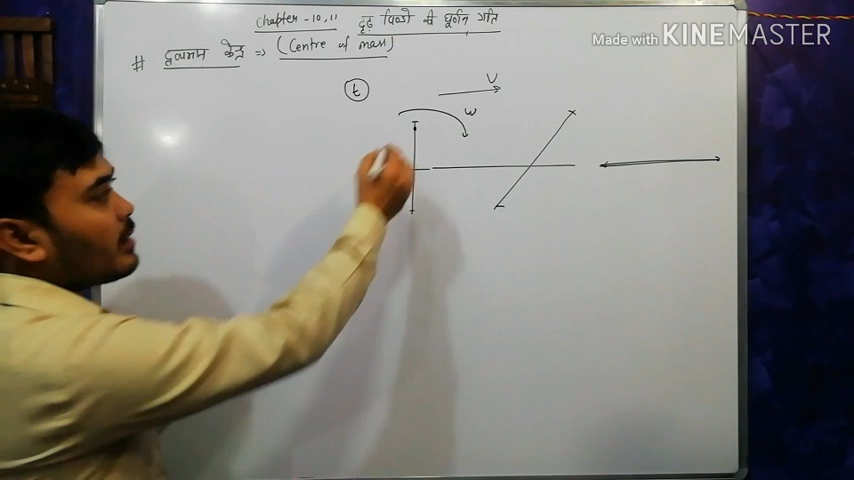 Chapter - 10, 11 दृढ़ पिण्डों की घूर्णन गति
# द्रव्यमान केंद्र => (Centre of mass)
t
V
ω
Made with KINEMASTER